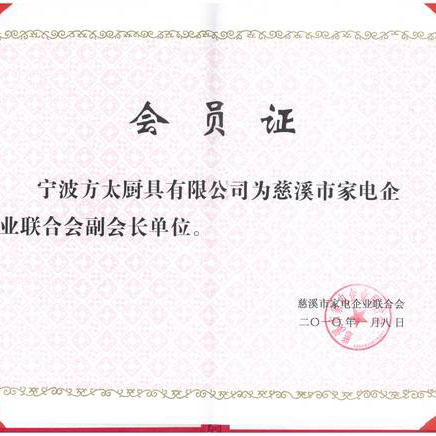 会员证
宁波方太厨具有限公司为慈溪市家电企
业联合会副会长单位。
慈溪市家电企业联合会
二〇一〇年一月八日